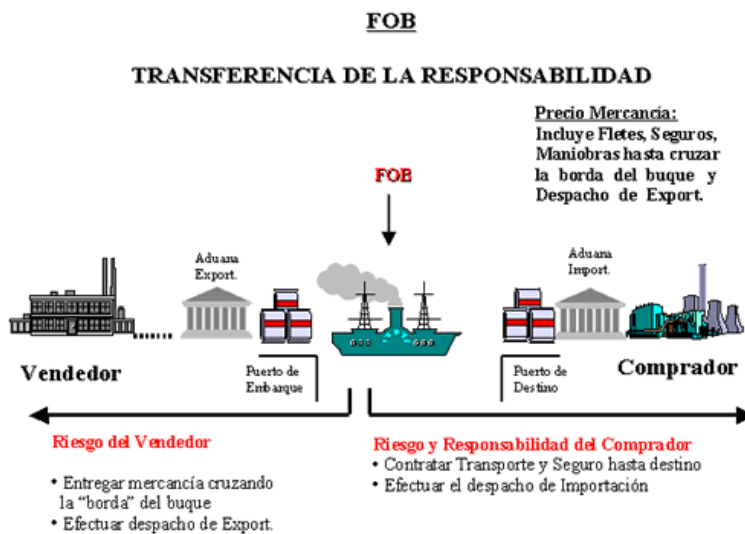 FOB
TRANSFERENCIA DE LA RESPONSABILIDAD
Precio Mercancía:
Incluye Fletes, Seguros,
Maniobras hasta cruzar
la borda del buque y
Despacho de Export.
FOB
Aduana
Export.
Aduana
Import.
Vendedor
Puerto de
Embarque
Puerto de
Destino
Comprador
Riesgo del Vendedor
• Entregar mercancía cruzando
la "borda" del buque
• Efectuar despacho de Export.
Riesgo y Responsabilidad del Comprador
• Contratar Transporte y Seguro hasta destino
• Efectuar el despacho de Importación